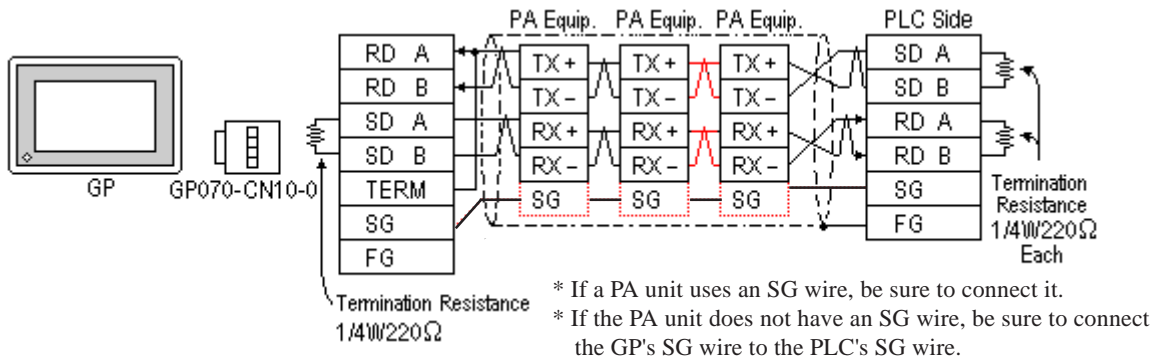 PA Equip. PA Equip. PA Equip. PLC Side
RD A TX+ TX+ TX+ SD A
RD B TX- TX- TX- SD B
SD A RX+ RX+ RX+ RD A
SD B RX- RX- RX- RD B
TERM SG SG SG SG
SG FG
FG
GP
GP070-CN10-0
Termination
Resistance
1/4W/220Ω
Each
Termination Resistance
1/4W/220Ω
* If a PA unit uses an SG wire, be sure to connect it.
* If the PA unit does not have an SG wire, be sure to connect
the GP's SG wire to the PLC's SG wire.